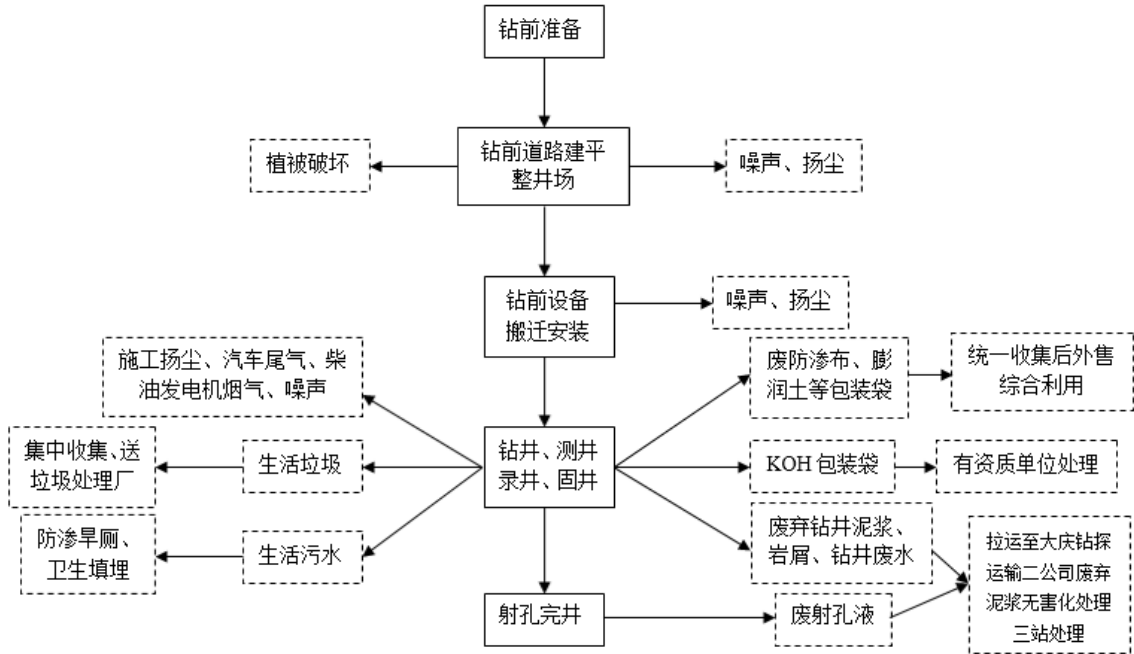 钻前准备
植被破坏
钻前道路建平
整井场
噪声、扬尘
钻前设备
搬迁安装
噪声、扬尘
施工扬尘、汽车尾气、柴
油发电机烟气、噪声
废防渗布、膨
润土等包装袋
统一收集后外售
综合利用
集中收集、送
垃圾处理厂
生活垃圾
钻井、测井
录井、固井
KOH 包装袋
有资质单位处理
防渗旱厕、
卫生填埋
生活污水
废弃钻井泥浆、
岩屑、钻井废水
拉运至大庆钻探
运输二公司废弃
泥浆无害化处理
三站处理
射孔完井
废射孔液